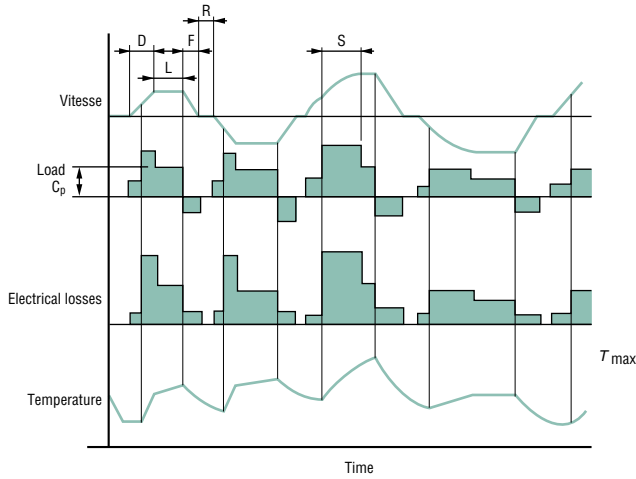 R
D
F
S
L
Vitesse
Load
Cp
Electrical losses
T max
Temperature
Time